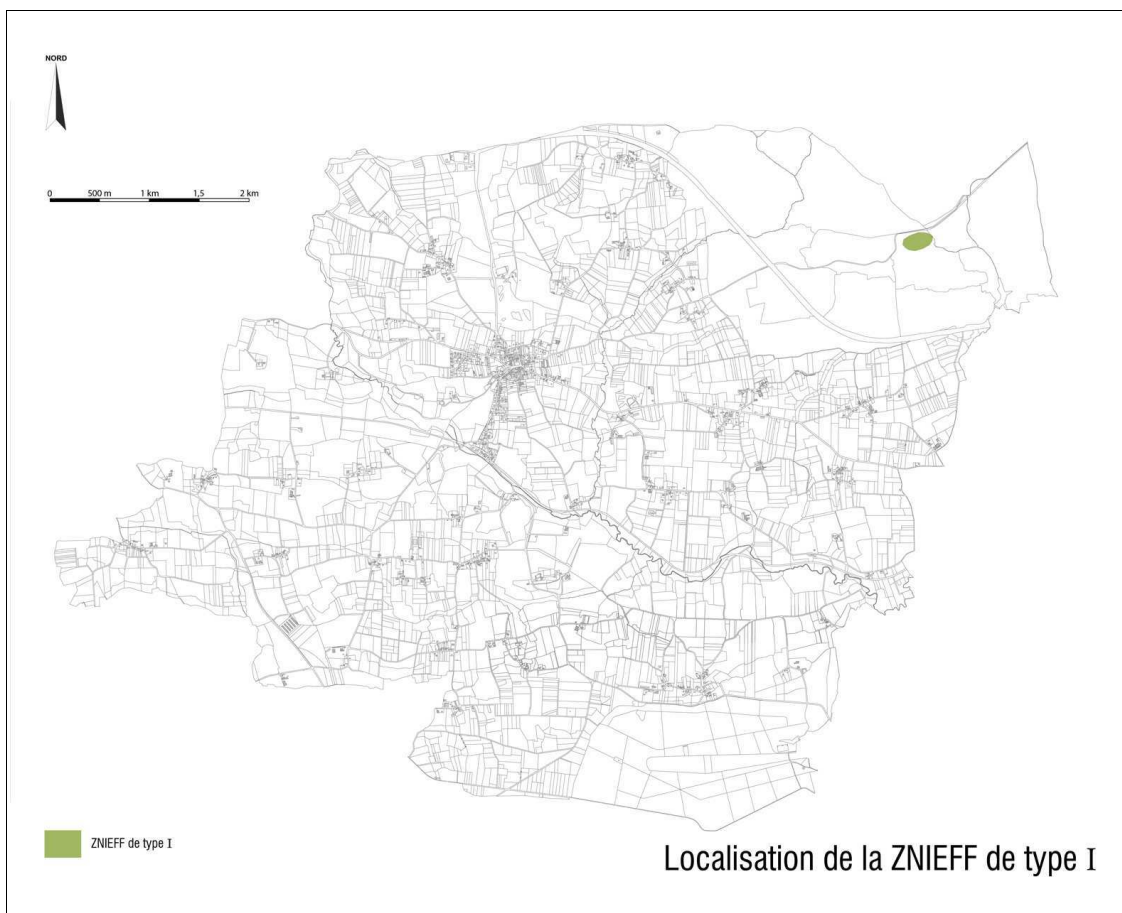 NORD
0 500 m 1 km 1,5 2 km
ZNIEFF de type I
Localisation de la ZNIEFF de type I